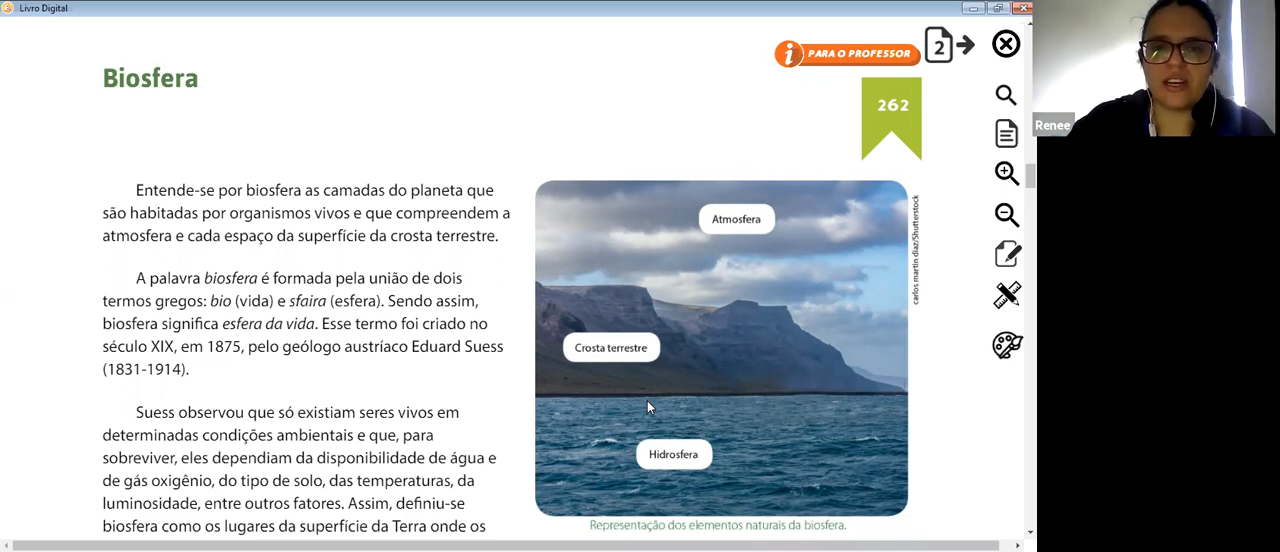 Livro Digital
PARA O PROFESSOR
2
Biosfera
262
Renee
Entende-se por biosfera as camadas do planeta que
são habitadas por organismos vivos e que compreendem a
atmosfera e cada espaço da superfície da crosta terrestre.
A palavra biosfera é formada pela união de dois
termos gregos: bio (vida) e sfaira (esfera). Sendo assim,
biosfera significa esfera da vida. Esse termo foi criado no
século XIX, em 1875, pelo geólogo austríaco Eduard Suess
(1831-1914).
Suess observou que só existiam seres vivos em
determinadas condições ambientais e que, para
sobreviver, eles dependiam da disponibilidade de água e
de gás oxigênio, do tipo de solo, das temperaturas, da
luminosidade, entre outros fatores. Assim, definiu-se
biosfera como os lugares da superfície da Terra onde os
Atmosfera
Crosta terrestre
Hidrosfera
carlos martin diaz/Shutterstock
Representação dos elementos naturais da biosfera.